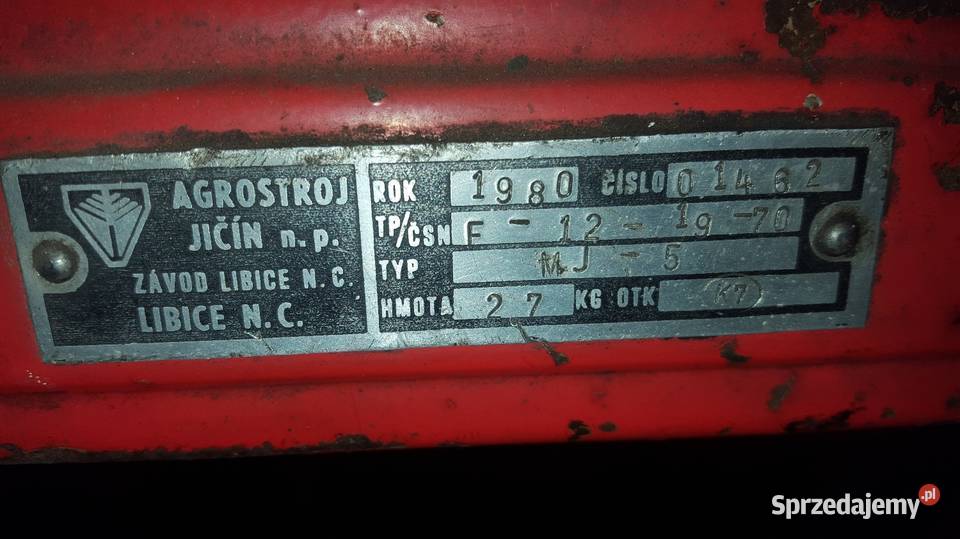 AGROSTROJ
JIČÍN n.p.
ZÁVOD LIBICE N.C.
LIBICE N.C.
ROK 1980 ČÍSLO 01462
TP/ČSN F-12-19-70
TYP MJ-5
HMOTA 27 KG OTK K7
Sprzedajemy.pl